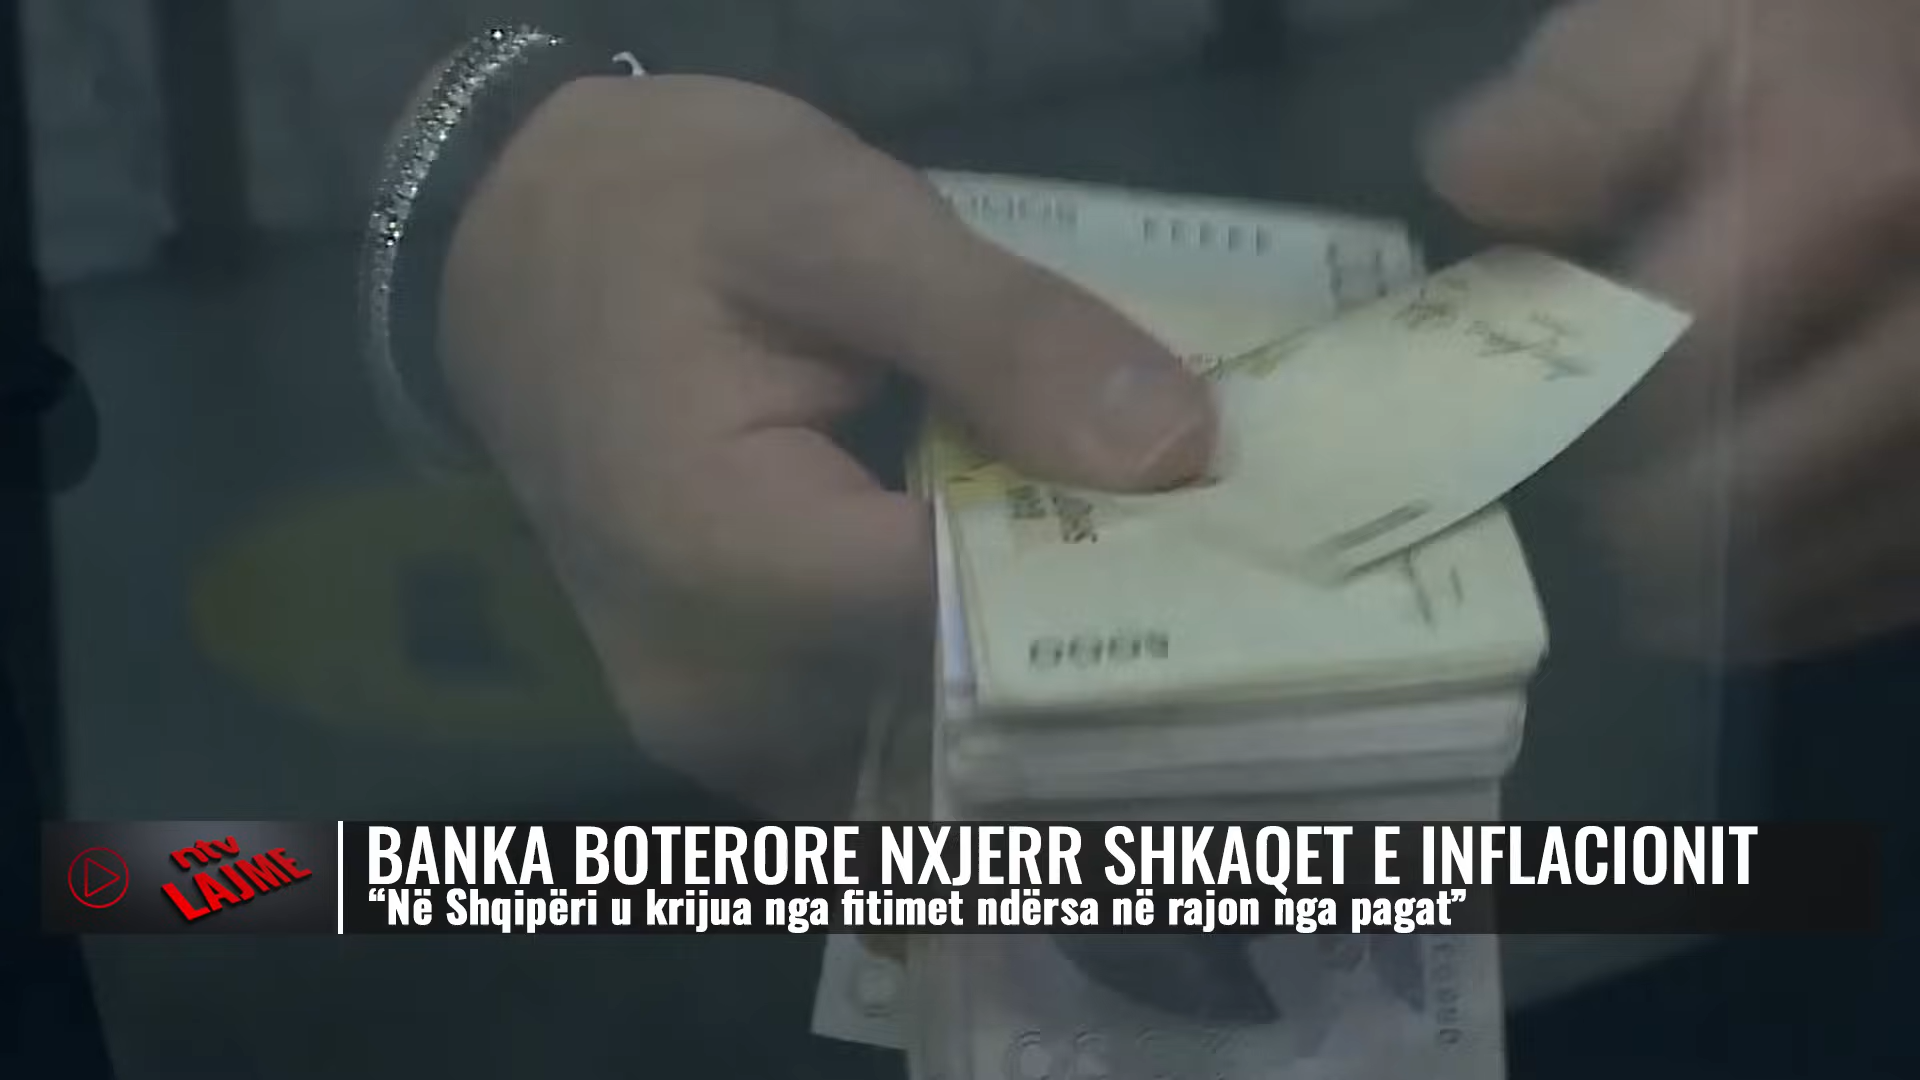 ntv
LAJME
BANKA BOTERORE NXJERR SHKAQET E INFLACIONIT
“Në Shqipëri u krijua nga fitimet ndërsa në rajon nga pagat”